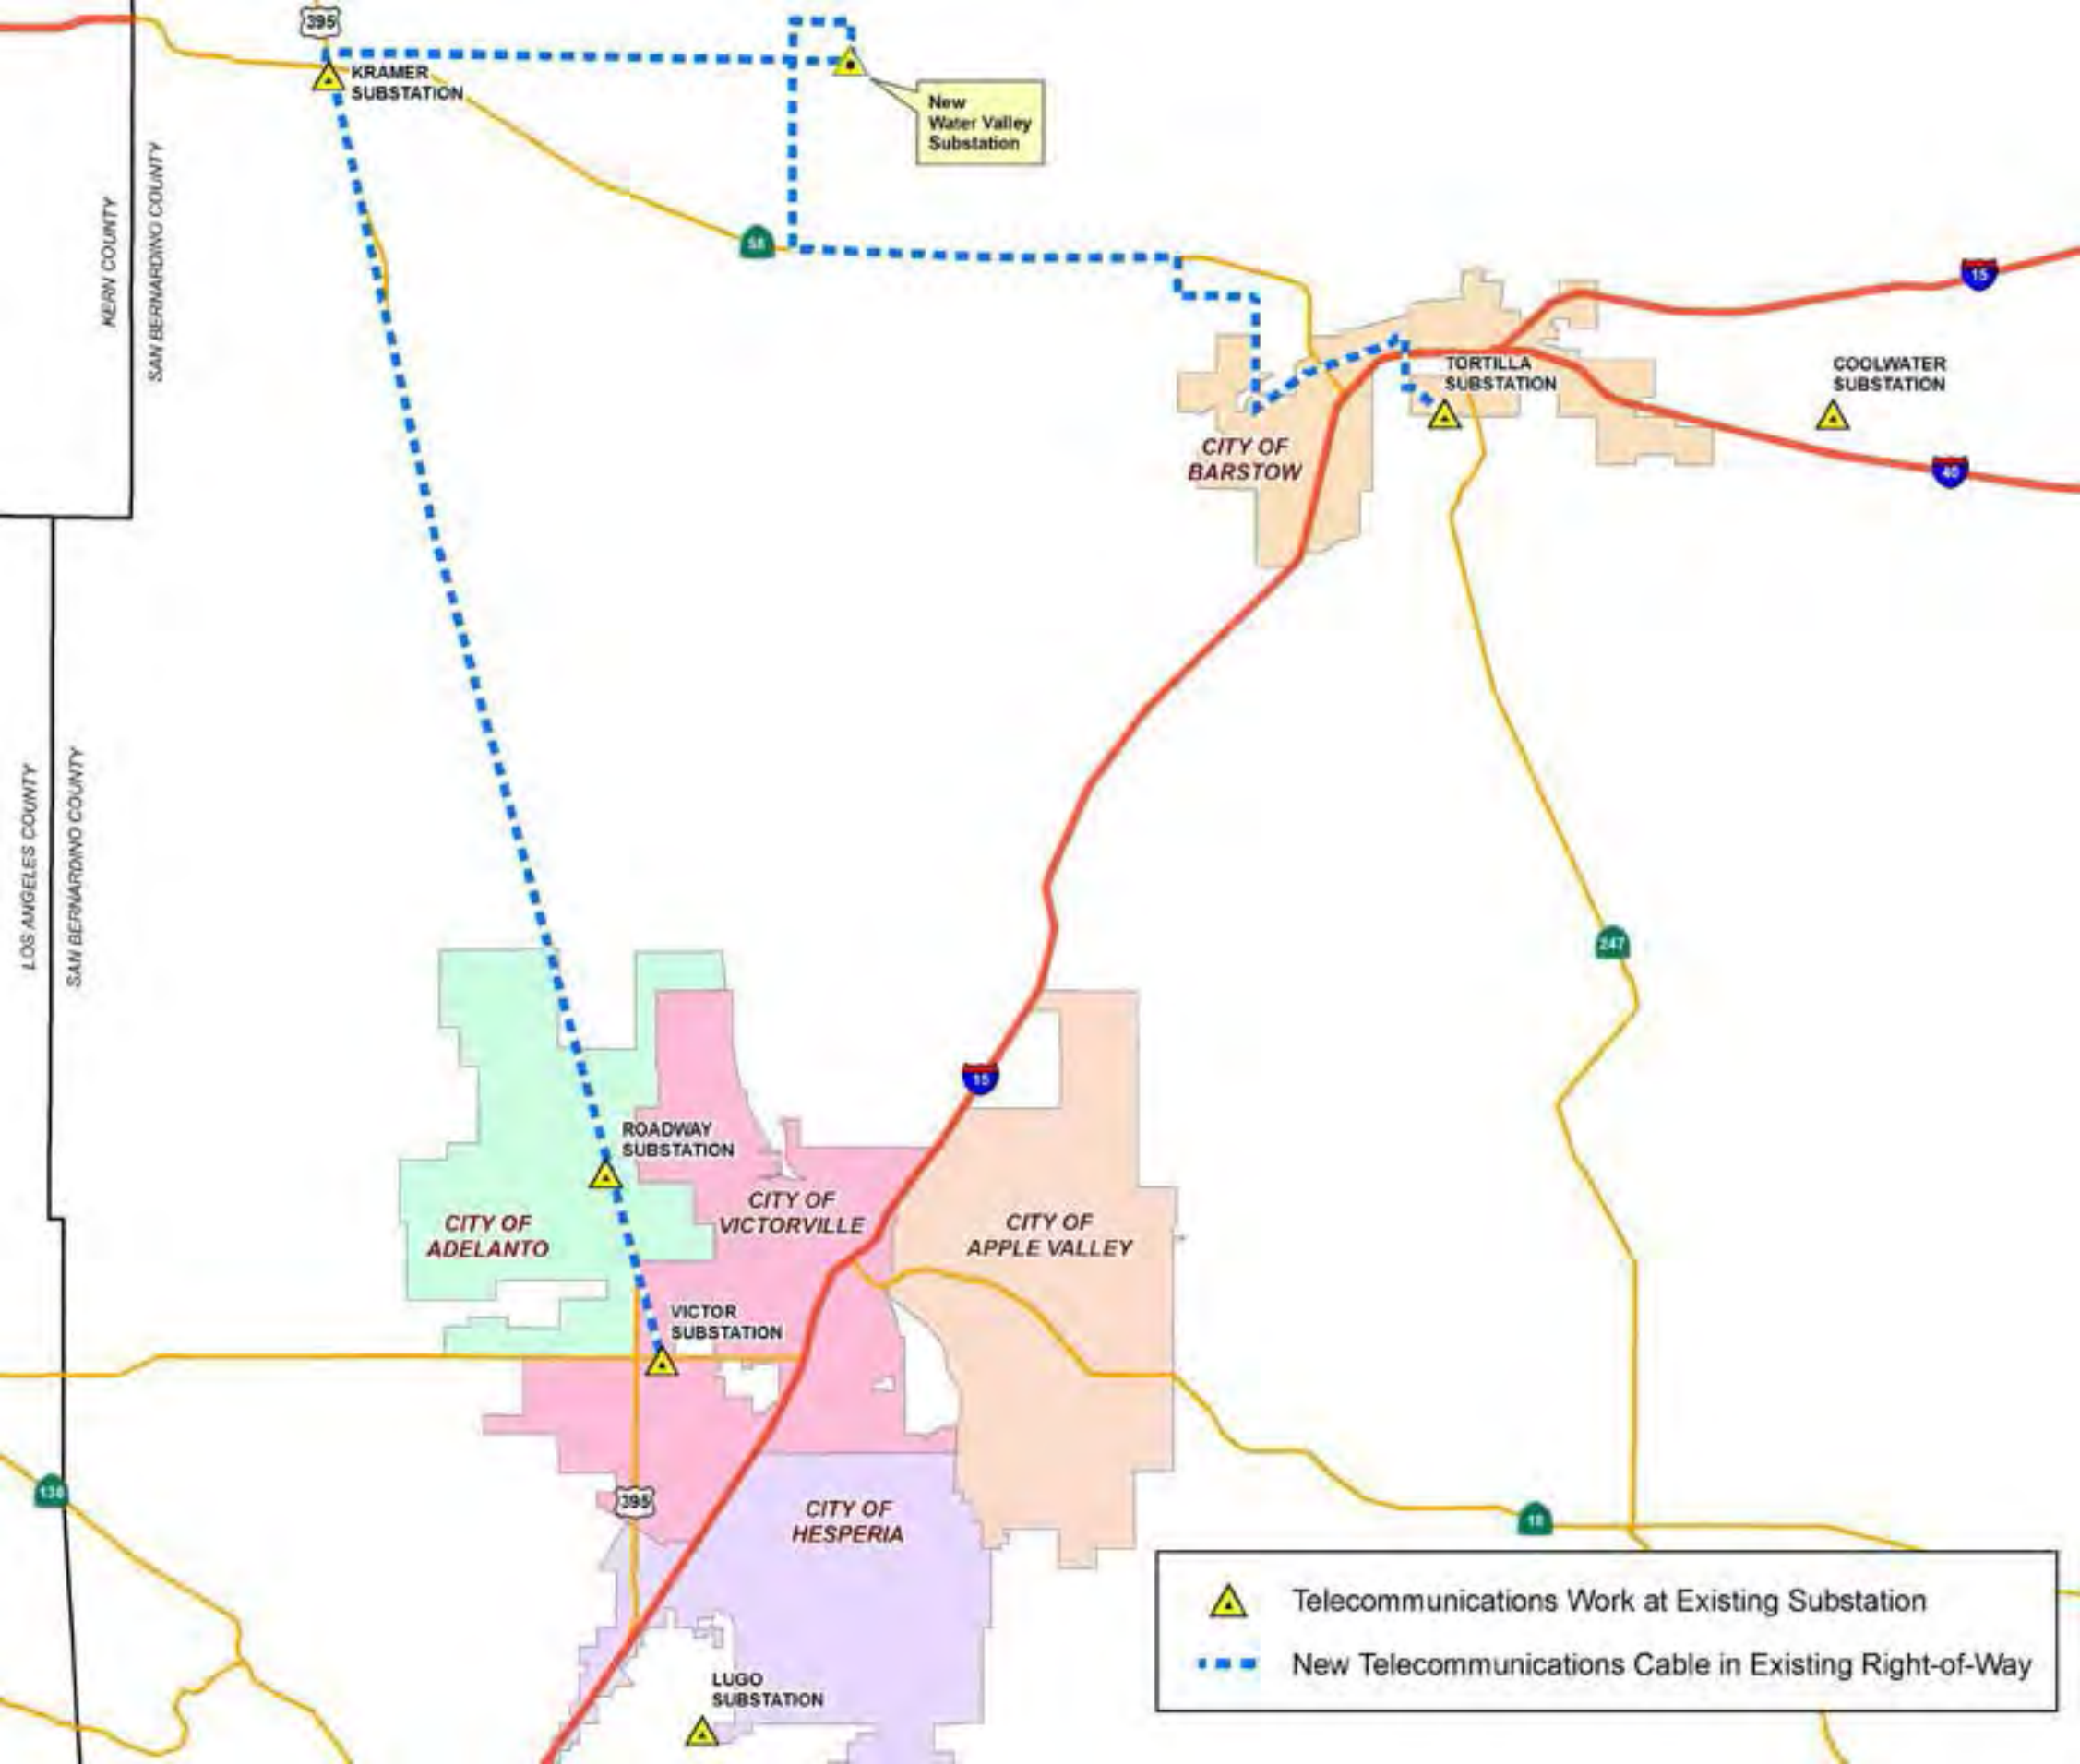 395
KRAMER
SUBSTATION
New
Water Valley
Substation
KERN COUNTY
SAN BERNARDINO COUNTY
58
15
TORTILLA
SUBSTATION
COOLWATER
SUBSTATION
CITY OF
BARSTOW
40
LOS ANGELES COUNTY
SAN BERNARDINO COUNTY
247
15
ROADWAY
SUBSTATION
CITY OF
ADELANTO
CITY OF
VICTORVILLE
CITY OF
APPLE VALLEY
VICTOR
SUBSTATION
138
395
CITY OF
HESPERIA
18
LUGO
SUBSTATION
Telecommunications Work at Existing Substation
New Telecommunications Cable in Existing Right-of-Way